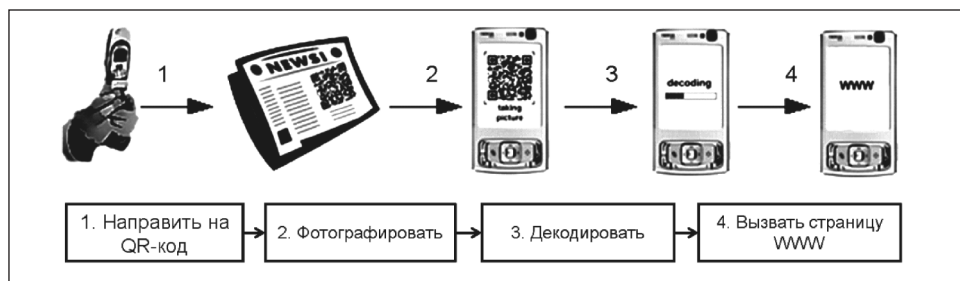 1
2
3
4
NEWS!
taking
picture
decoding
WWW
1. Направить на
QR-код
2. Фотографировать
3. Декодировать
4. Вызвать страницу
WWW